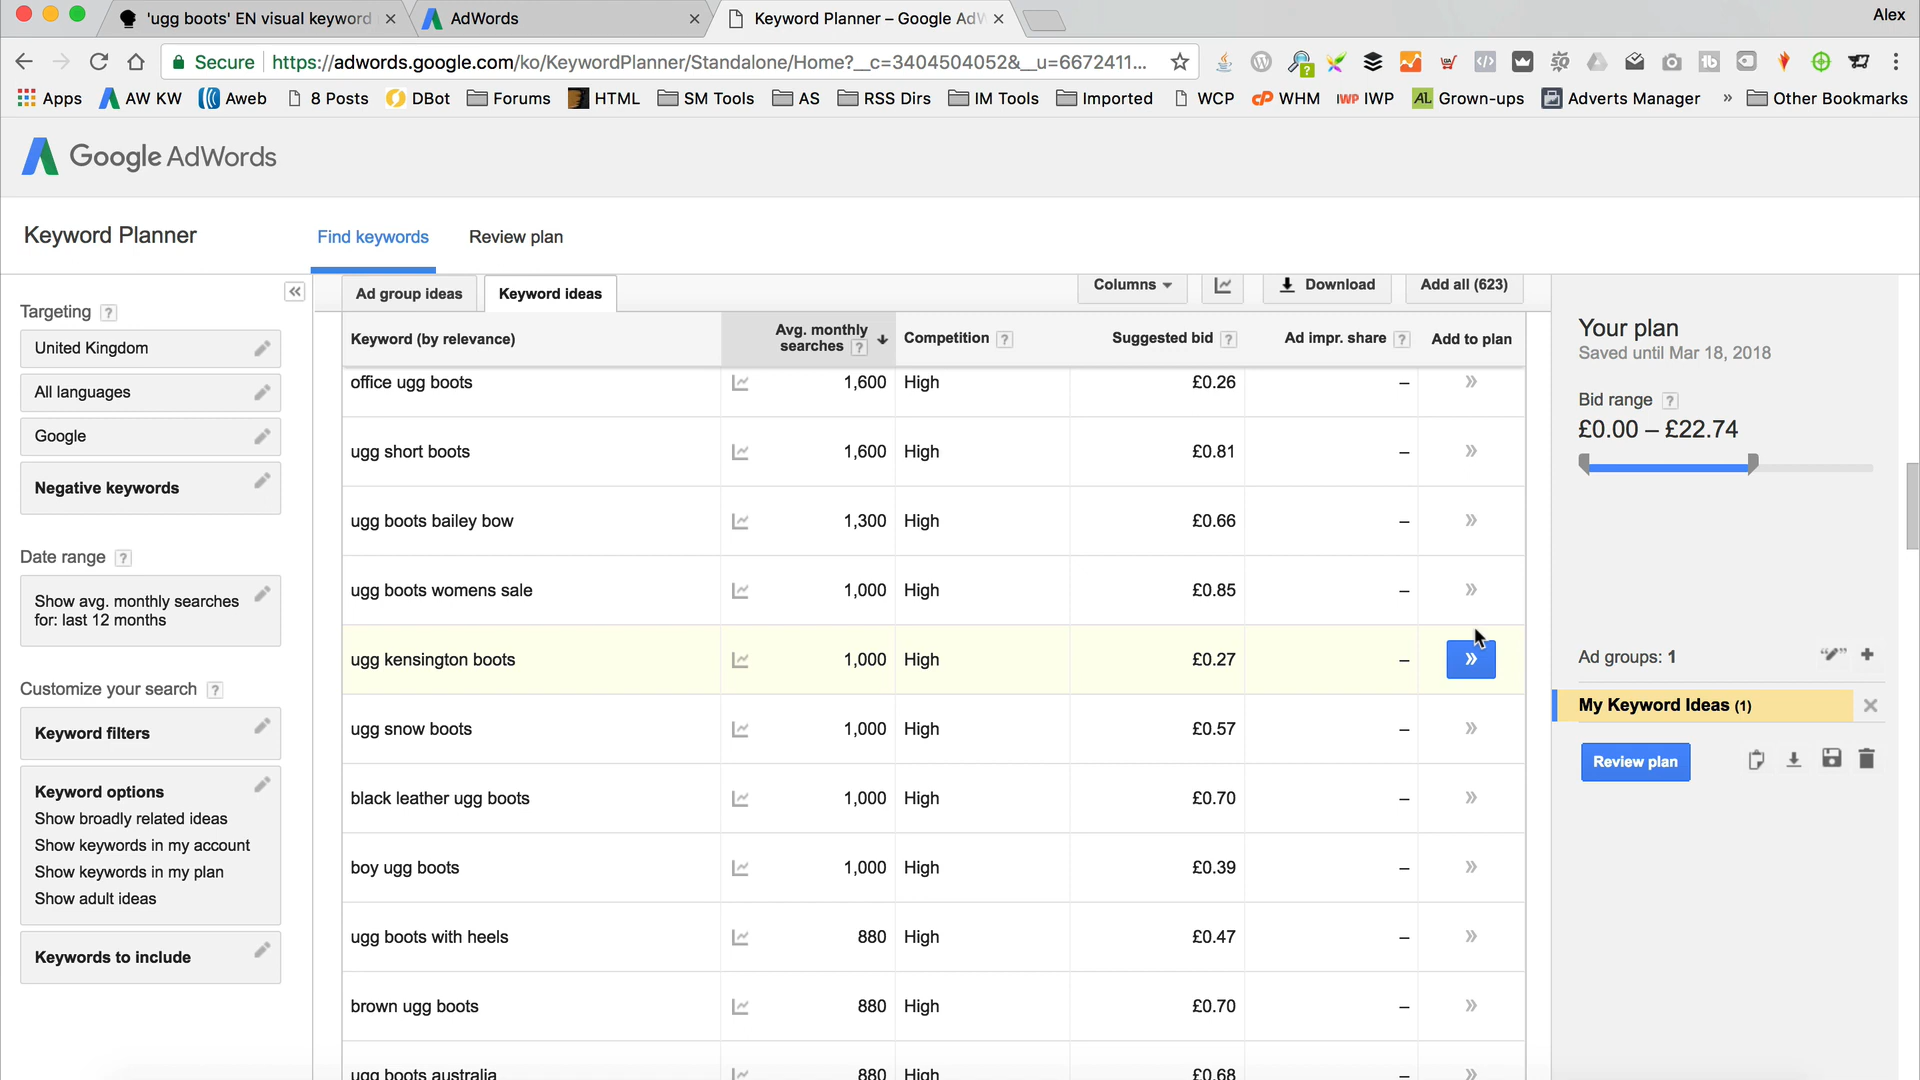 'ugg boots' EN visual keyword
AdWords
Keyword Planner – Google AdW
Alex
Secure
https://adwords.google.com/ko/KeywordPlanner/Standalone/Home?__c=3404504052&__u=6672411...
Apps
AW KW
Aweb
8 Posts
DBot
Forums
HTML
SM Tools
AS
RSS Dirs
IM Tools
Imported
WCP
WHM
IWP
Grown-ups
Adverts Manager
»
Other Bookmarks
Google AdWords
Keyword Planner
Find keywords
Review plan
Targeting ?
United Kingdom
All languages
Google
Negative keywords
Date range ?
Show avg. monthly searches
for: last 12 months
Customize your search ?
Keyword filters
Keyword options
Show broadly related ideas
Show keywords in my account
Show keywords in my plan
Show adult ideas
Keywords to include
Ad group ideas
Keyword ideas
Columns
Download
Add all (623)
Keyword (by relevance)
Avg. monthly
searches ?
Competition ?
Suggested bid ?
Ad impr. share ?
Add to plan
office ugg boots 1,600 High £0.26 – »
ugg short boots 1,600 High £0.81 – »
ugg boots bailey bow 1,300 High £0.66 – »
ugg boots womens sale 1,000 High £0.85 – »
ugg kensington boots 1,000 High £0.27 – »
ugg snow boots 1,000 High £0.57 – »
black leather ugg boots 1,000 High £0.70 – »
boy ugg boots 1,000 High £0.39 – »
ugg boots with heels 880 High £0.47 – »
brown ugg boots 880 High £0.70 – »
ugg boots australia 880 High £0.68 – »
Your plan
Saved until Mar 18, 2018
Bid range ?
£0.00 – £22.74
Ad groups: 1
My Keyword Ideas (1)
Review plan